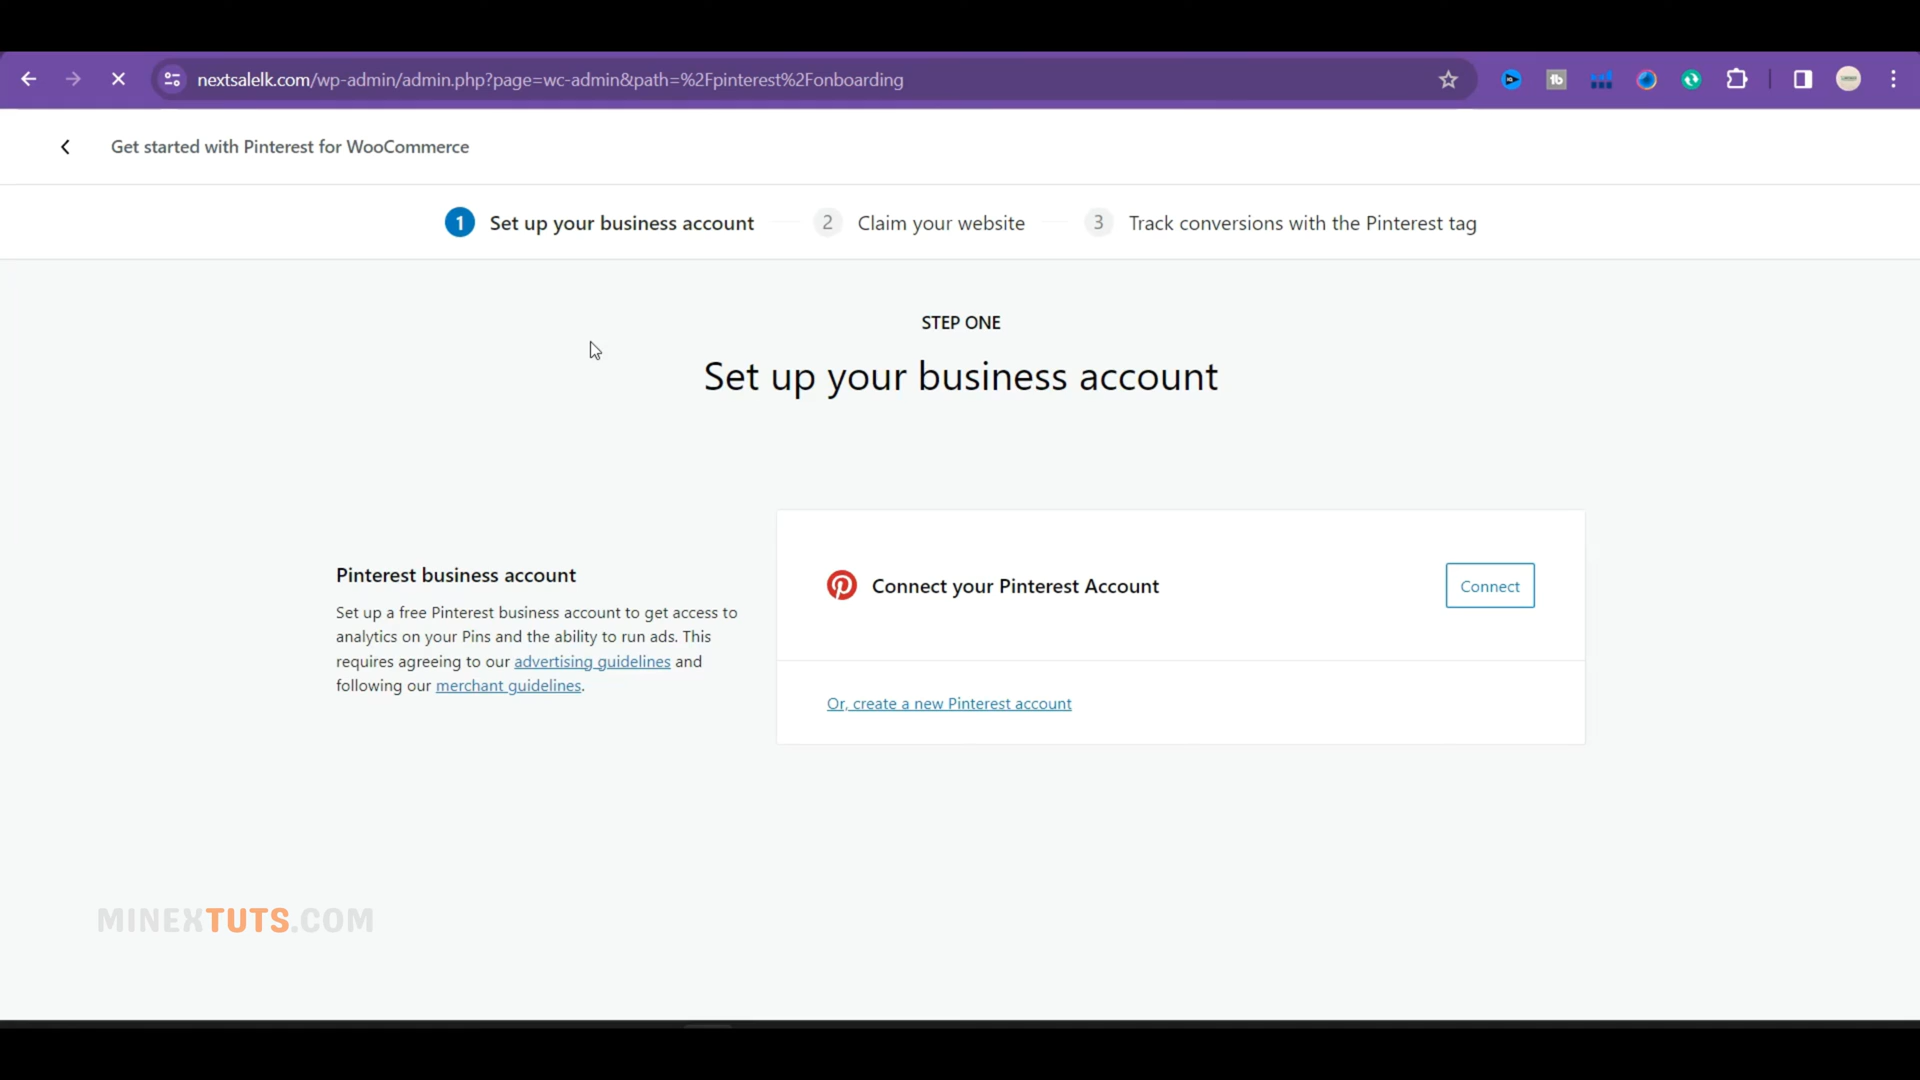 nextsalelk.com/wp-admin/admin.php?page=wc-admin&path=%2Fpinterest%2Fonboarding
Get started with Pinterest for WooCommerce
1 Set up your business account 2 Claim your website 3 Track conversions with the Pinterest tag
STEP ONE
Set up your business account
Pinterest business account
Set up a free Pinterest business account to get access to
analytics on your Pins and the ability to run ads. This
requires agreeing to our advertising guidelines and
following our merchant guidelines.
Connect your Pinterest Account
Connect
Or, create a new Pinterest account
MINEXTUTS.COM